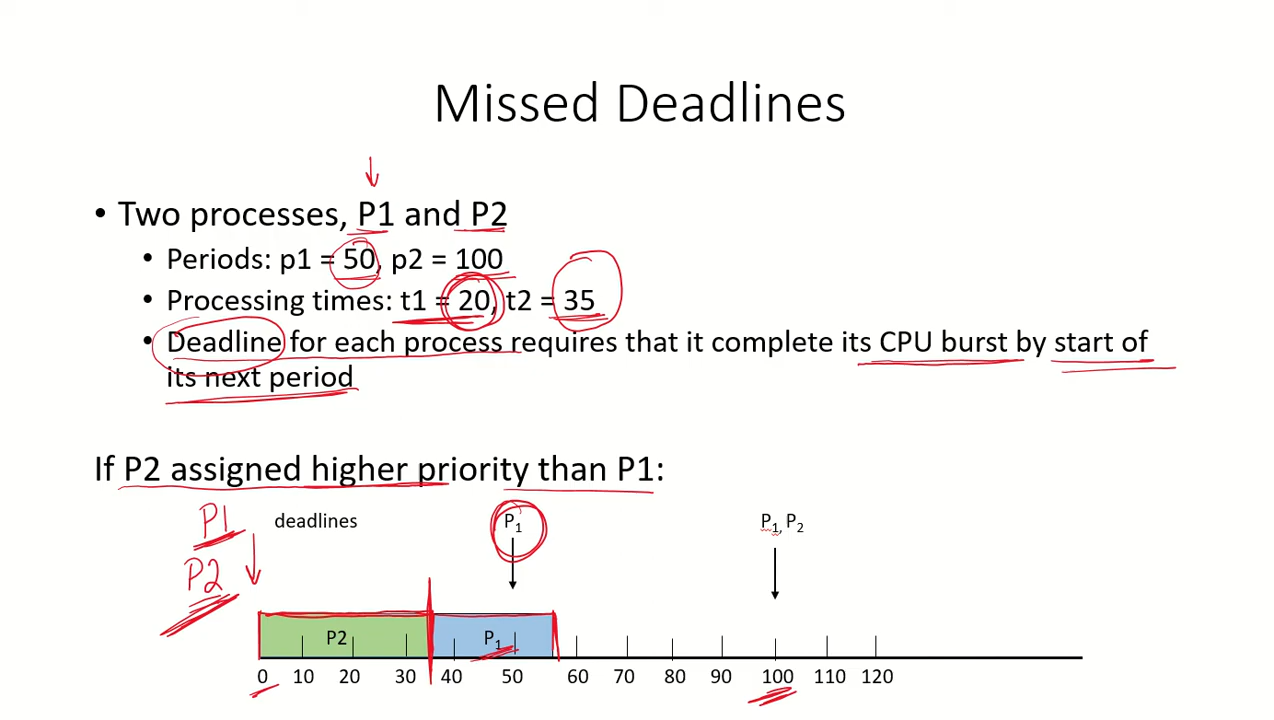 Missed Deadlines
• Two processes, P1 and P2
• Periods: p1 = 50, p2 = 100
• Processing times: t1 = 20, t2 = 35
• Deadline for each process requires that it complete its CPU burst by start of
its next period
If P2 assigned higher priority than P1:
P1
deadlines
P1
P1, P2
P2
P2
P1
0 10 20 30 40 50 60 70 80 90 100 110 120